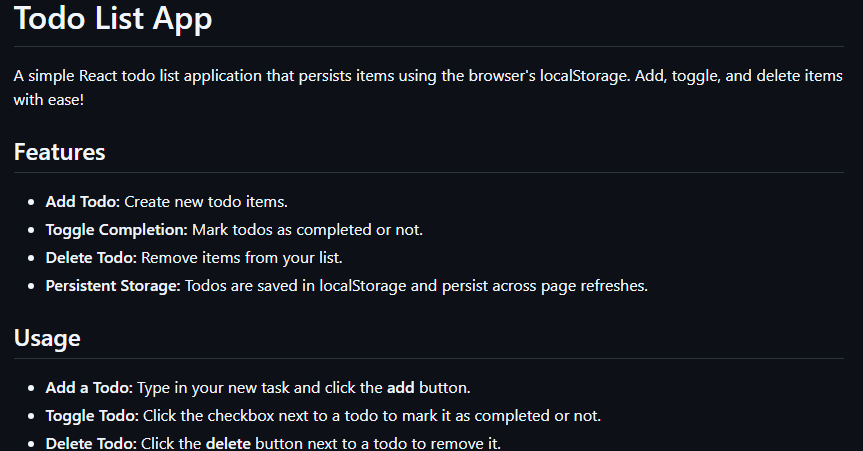 Todo List App
A simple React todo list application that persists items using the browser's localStorage. Add, toggle, and delete items
with ease!
Features
Add Todo: Create new todo items.
Toggle Completion: Mark todos as completed or not.
Delete Todo: Remove items from your list.
Persistent Storage: Todos are saved in localStorage and persist across page refreshes.
Usage
Add a Todo: Type in your new task and click the add button.
Toggle Todo: Click the checkbox next to a todo to mark it as completed or not.
Delete Todo: Click the delete button next to a todo to remove it.